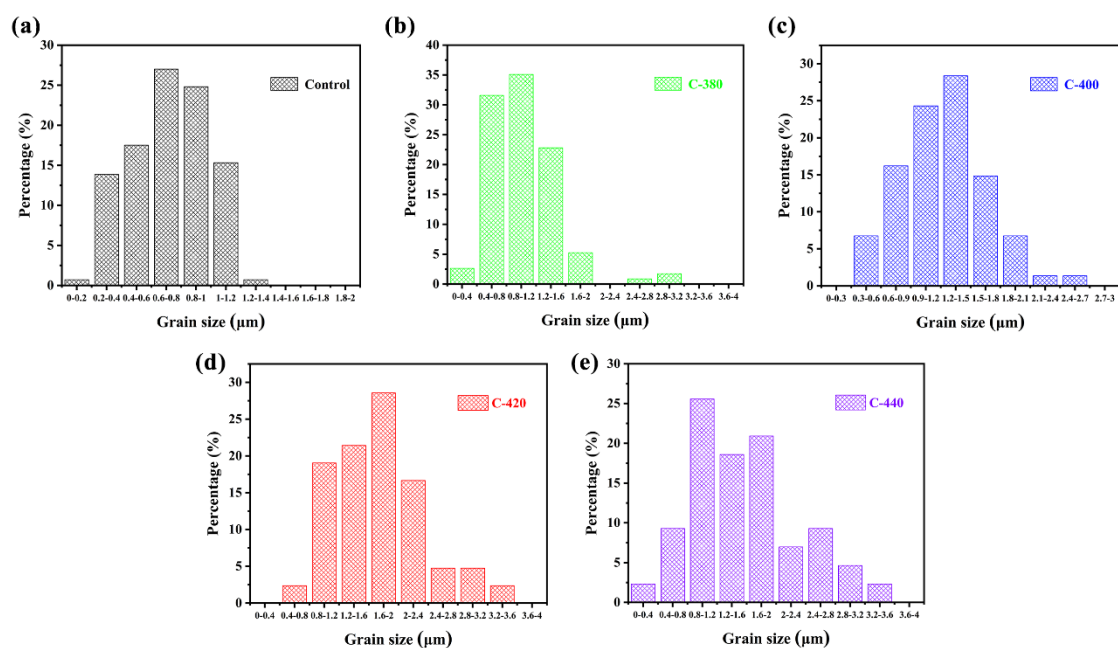 (a)
30
25
20
15
10
5
0
Percentage (%)
Control
0-0.2 0.2-0.4 0.4-0.6 0.6-0.8 0.8-1 1-1.2 1.2-1.4 1.4-1.6 1.6-1.8 1.8-2
Grain size (μm)
(b)
40
35
30
25
20
15
10
5
0
Percentage (%)
C-380
0-0.4 0.4-0.8 0.8-1.2 1.2-1.6 1.6-2 2-2.4 2.4-2.8 2.8-3.2 3.2-3.6 3.6-4
Grain size (μm)
(c)
30
25
20
15
10
5
0
Percentage (%)
C-400
0-0.3 0.3-0.6 0.6-0.9 0.9-1.2 1.2-1.5 1.5-1.8 1.8-2.1 2.1-2.4 2.4-2.7 2.7-3
Grain size (μm)
(d)
30
25
20
15
10
5
0
Percentage (%)
C-420
0-0.4 0.4-0.8 0.8-1.2 1.2-1.6 1.6-2 2-2.4 2.4-2.8 2.8-3.2 3.2-3.6 3.6-4
Grain size (μm)
(e)
30
25
20
15
10
5
0
Percentage (%)
C-440
0-0.4 0.4-0.8 0.8-1.2 1.2-1.6 1.6-2 2-2.4 2.4-2.8 2.8-3.2 3.2-3.6 3.6-4
Grain size (μm)